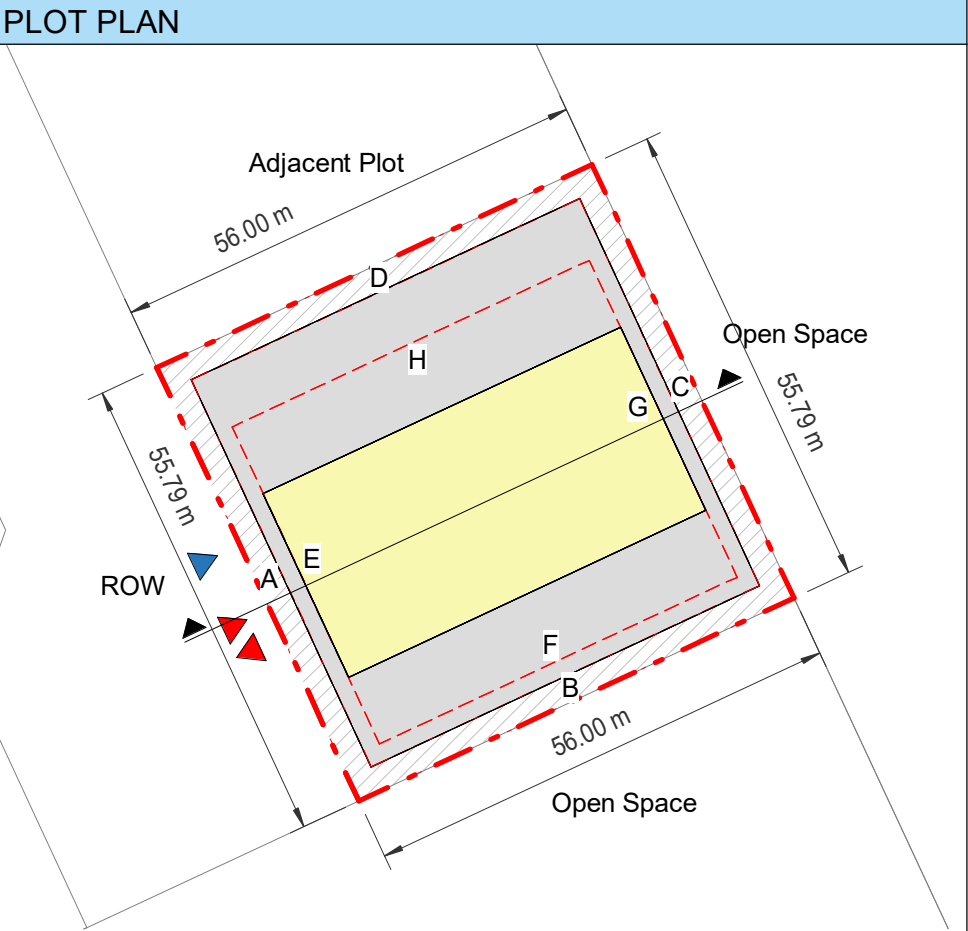 PLOT PLAN
Adjacent Plot
56.00 m
D
Open Space
H
C
G
55.79 m
55.79 m
E
A
ROW
F
B
56.00 m
Open Space